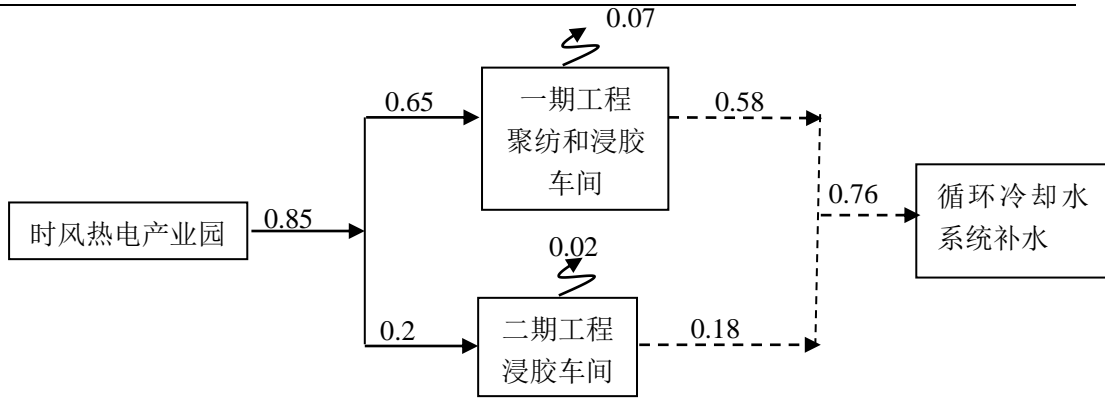 0.07
0.65
一期工程
聚纺和浸胶
车间
0.58
时风热电产业园
0.85
0.76
循环冷却水
系统补水
0.02
0.2
二期工程
浸胶车间
0.18